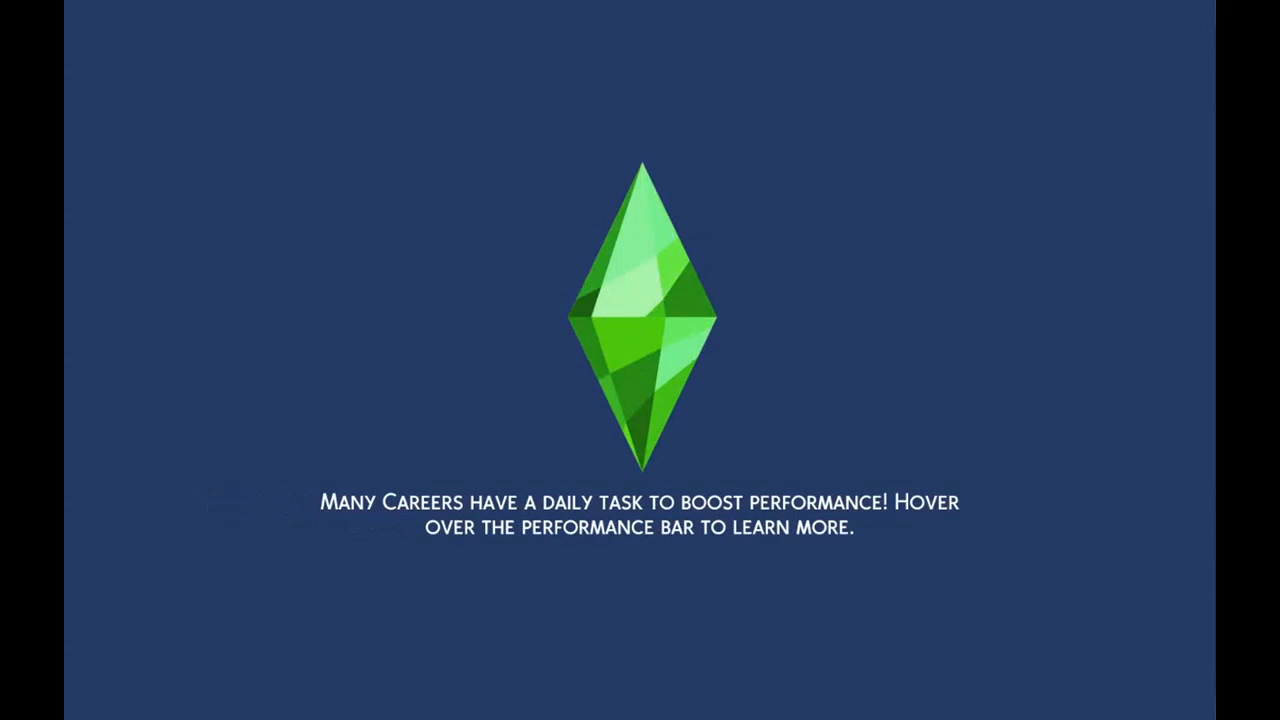 Many Careers have a daily task to boost performance! Hover
over the performance bar to learn more.